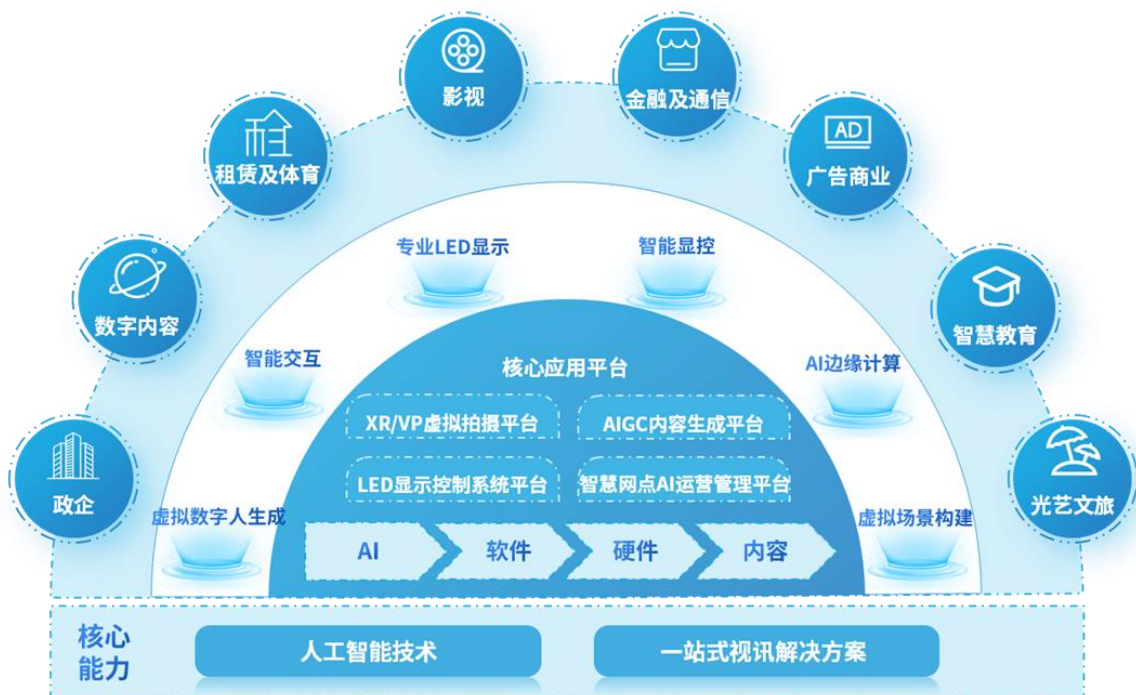 影视
金融及通信
租赁及体育
AD
广告商业
数字内容
智慧教育
政企
光艺文旅
专业LED显示
智能显控
智能交互
AI边缘计算
虚拟数字人生成
虚拟场景构建
核心应用平台
XR/VP虚拟拍摄平台
AIGC内容生成平台
LED显示控制系统平台
智慧网点AI运营管理平台
AI
软件
硬件
内容
核心
能力
人工智能技术
一站式视讯解决方案